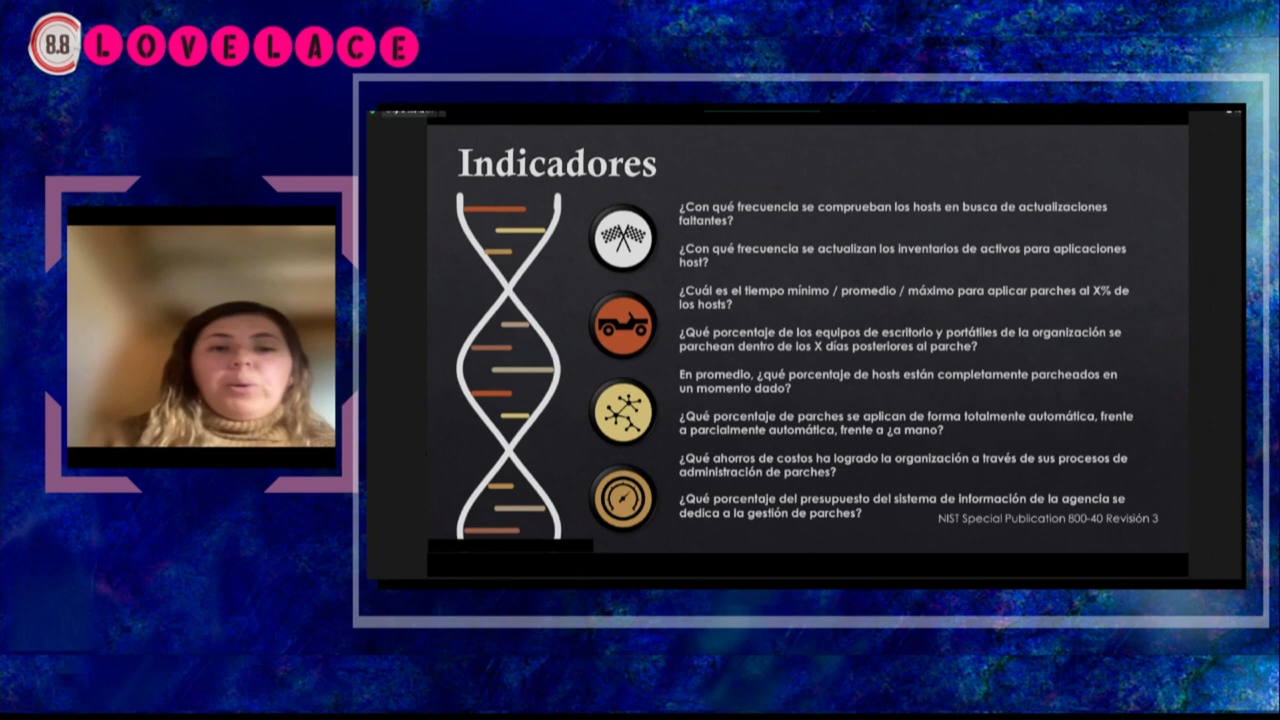 8.8 LOVELACE
Indicadores
¿Con qué frecuencia se comprueban los hosts en busca de actualizaciones
faltantes?
¿Con qué frecuencia se actualizan los inventarios de activos para aplicaciones
host?
¿Cuál es el tiempo mínimo / promedio / máximo para aplicar parches al X% de
los hosts?
¿Qué porcentaje de los equipos de escritorio y portátiles de la organización se
parchean dentro de los X días posteriores al parche?
En promedio, ¿qué porcentaje de hosts están completamente parcheados en
un momento dado?
¿Qué porcentaje de parches se aplican de forma totalmente automática, frente
a parcialmente automática, frente a ¿a mano?
¿Qué ahorros de costos ha logrado la organización a través de sus procesos de
administración de parches?
¿Qué porcentaje del presupuesto del sistema de información de la agencia se
dedica a la gestión de parches?
NIST Special Publication 800-40 Revisión 3